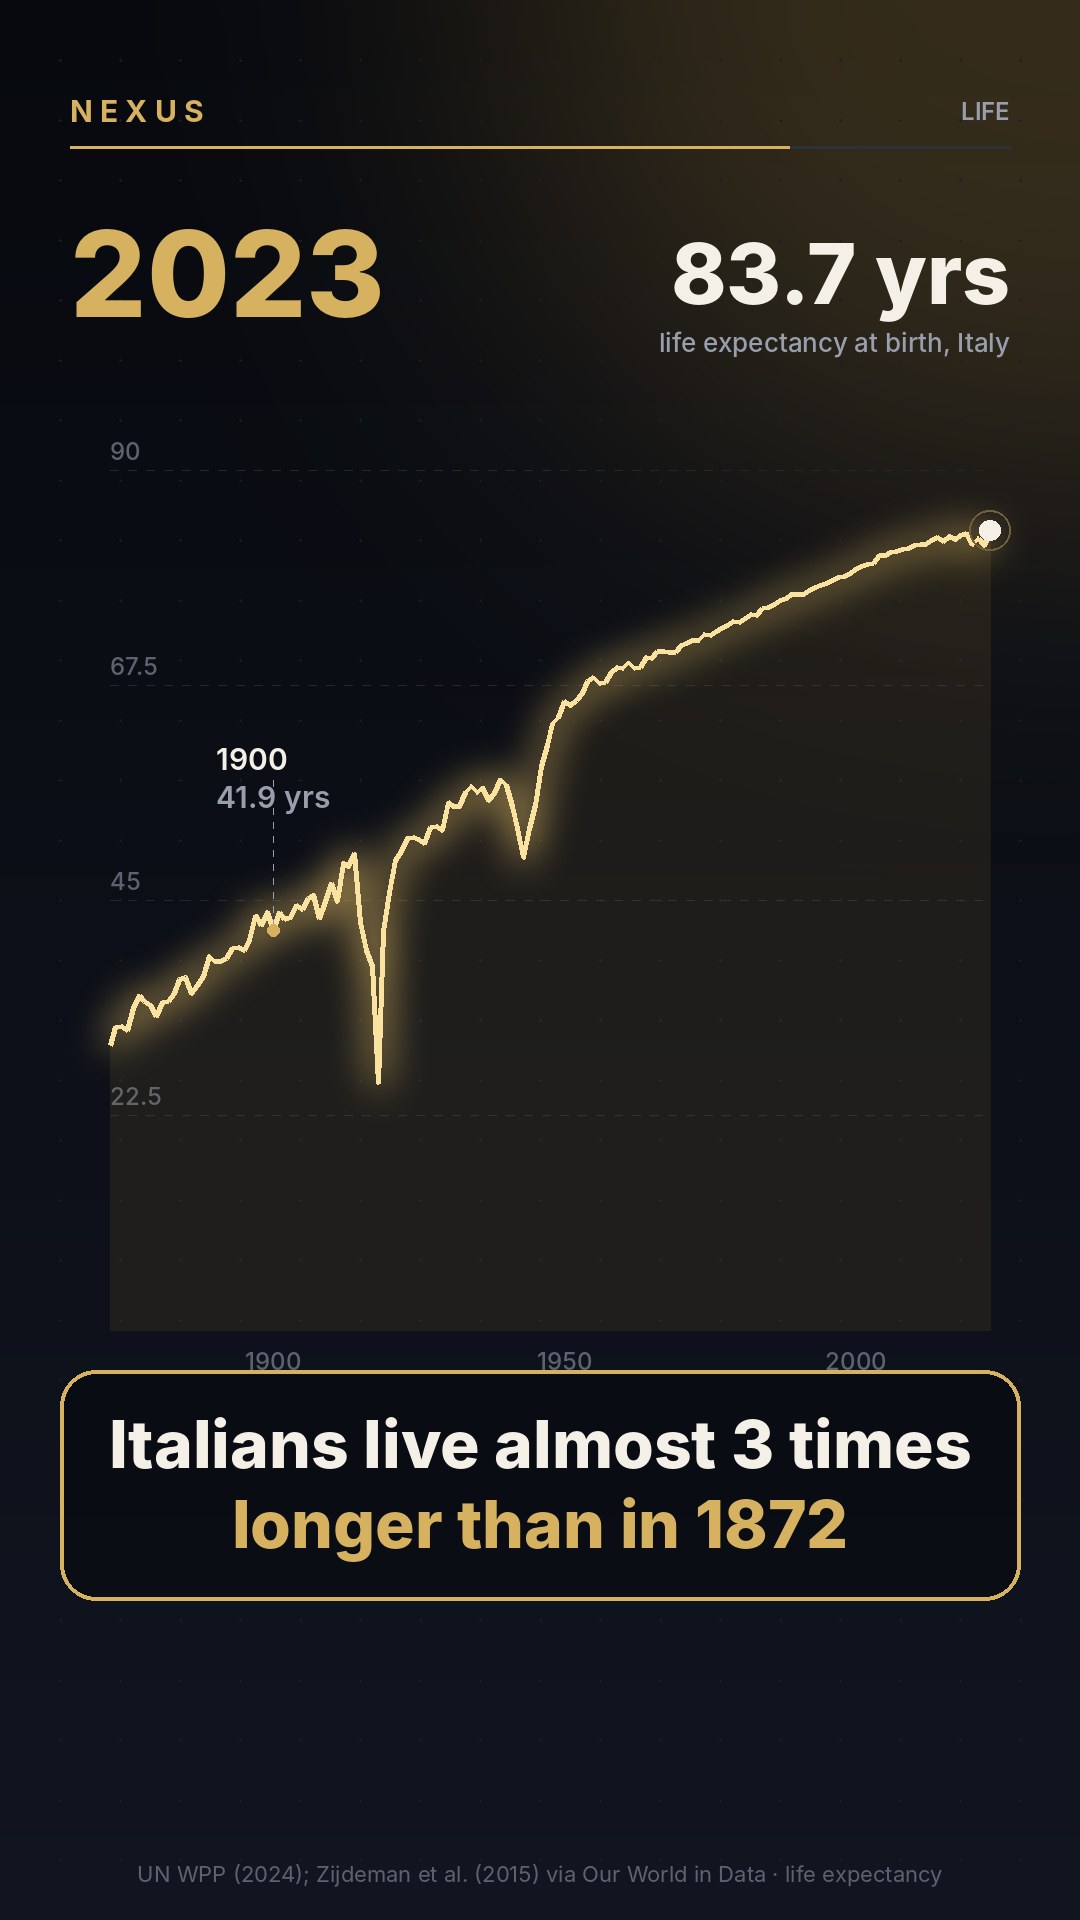 NEXUS
LIFE
2023
83.7 yrs
life expectancy at birth, Italy
90
67.5
1900
41.9 yrs
45
22.5
1900 1950 2000
Italians live almost 3 times
longer than in 1872
UN WPP (2024); Zijdeman et al. (2015) via Our World in Data · life expectancy